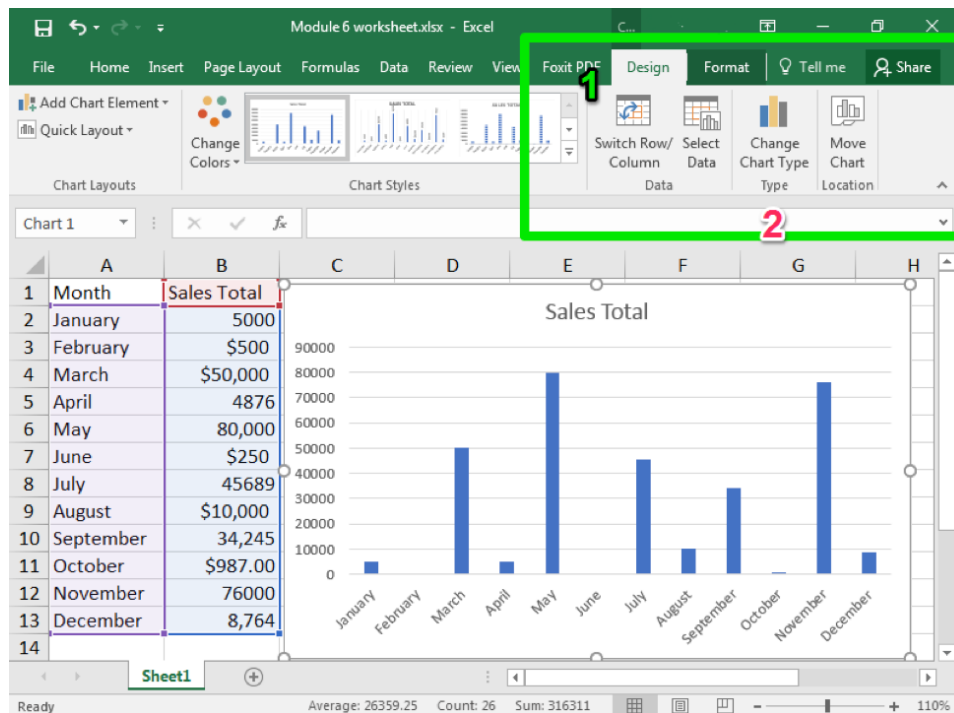 Module 6 worksheet.xlsx - Excel C...
File Home Insert Page Layout Formulas Data Review View Foxit PDF Design Format Tell me Share
1
Add Chart Element
Quick Layout
Change
Colors
Switch Row/
Column
Select
Data
Change
Chart Type
Move
Chart
Chart Layouts Chart Styles Data Type Location
Chart 1 fx
2
A B C D E F G H
1 Month Sales Total
2 January 5000
3 February $500
4 March $50,000
5 April 4876
6 May 80,000
7 June $250
8 July 45689
9 August $10,000
10 September 34,245
11 October $987.00
12 November 76000
13 December 8,764
14
Sales Total
90000
80000
70000
60000
50000
40000
30000
20000
10000
0
January February March April May June July August September October November December
Sheet1
Ready Average: 26359.25 Count: 26 Sum: 316311 110%